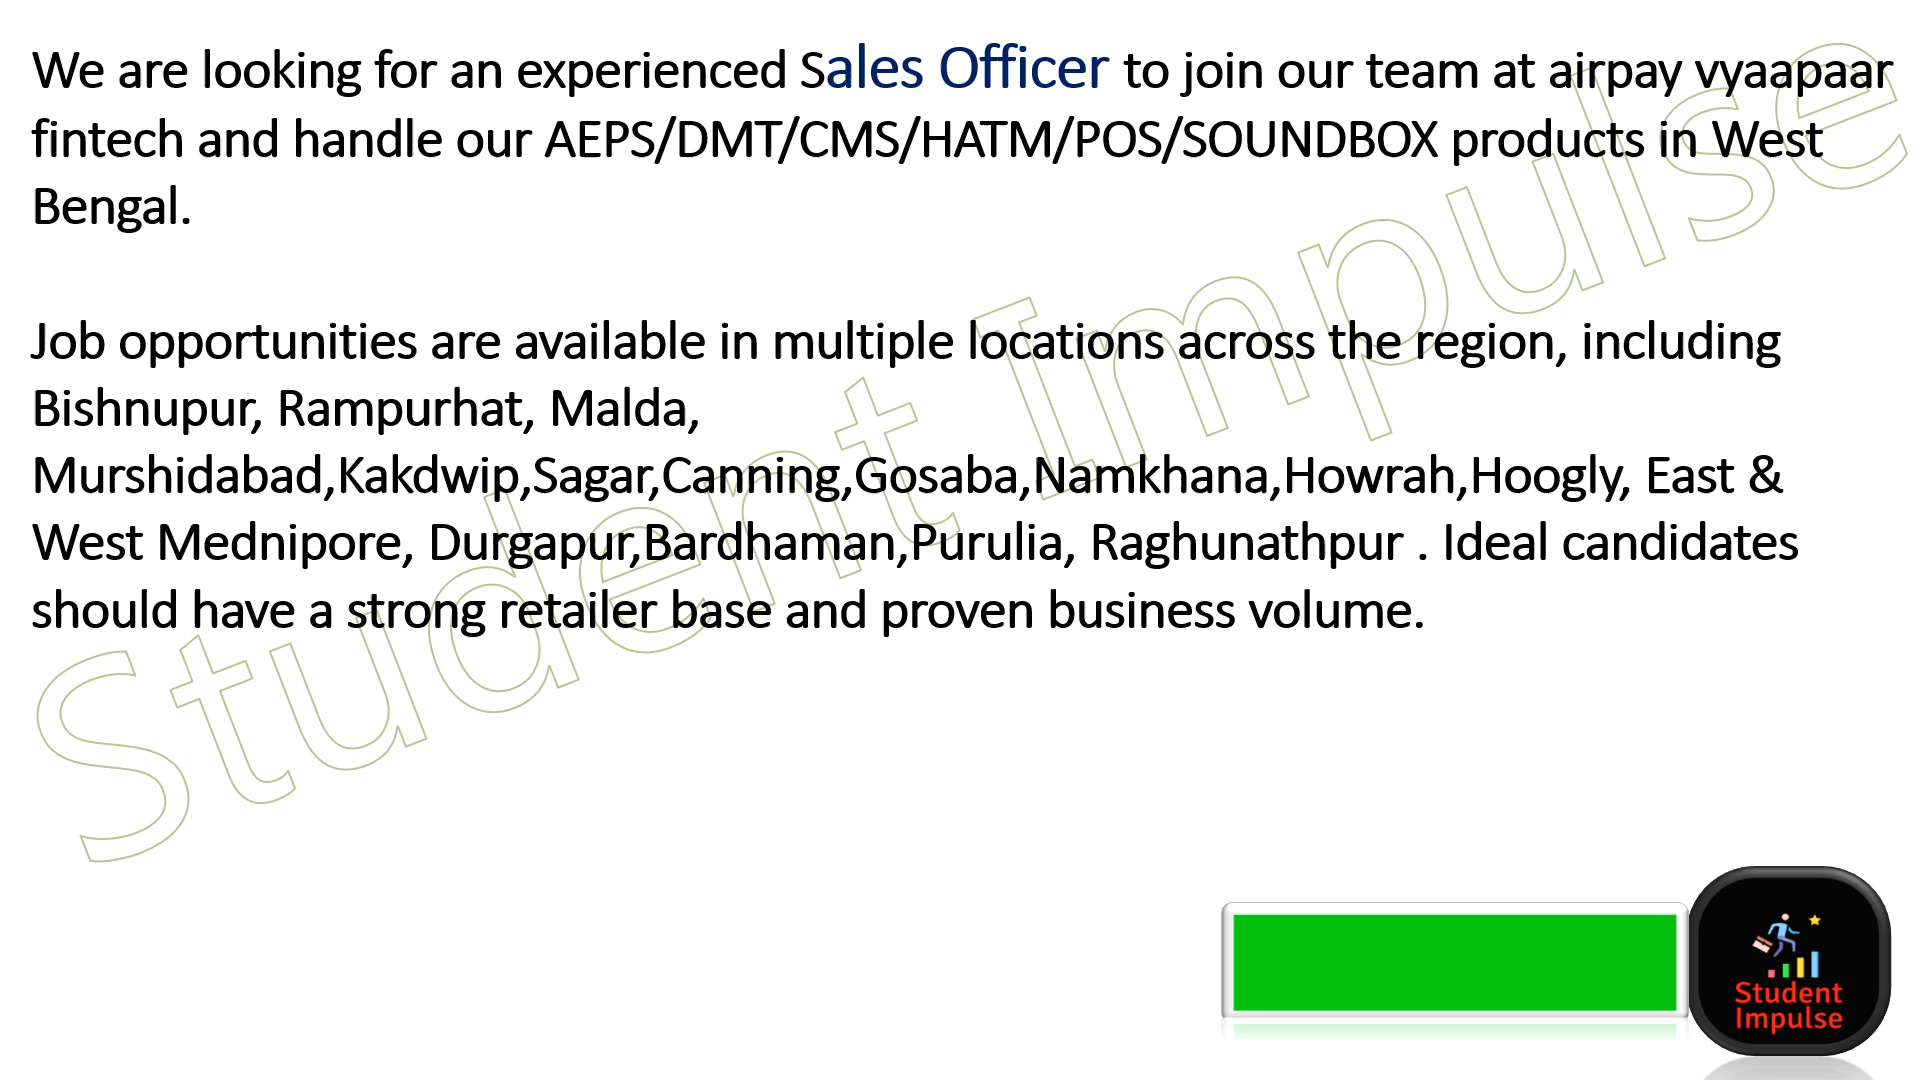 We are looking for an experienced Sales Officer to join our team at airpay vyaapaar
fintech and handle our AEPS/DMT/CMS/HATM/POS/SOUNDBOX products in West
Bengal.
Job opportunities are available in multiple locations across the region, including
Bishnupur, Rampurhat, Malda,
Murshidabad,Kakdwip,Sagar,Canning,Gosaba,Namkhana,Howrah,Hoogly, East &
West Mednipore, Durgapur,Bardhaman,Purulia, Raghunathpur . Ideal candidates
should have a strong retailer base and proven business volume.
Student Impulse
Student
Impulse